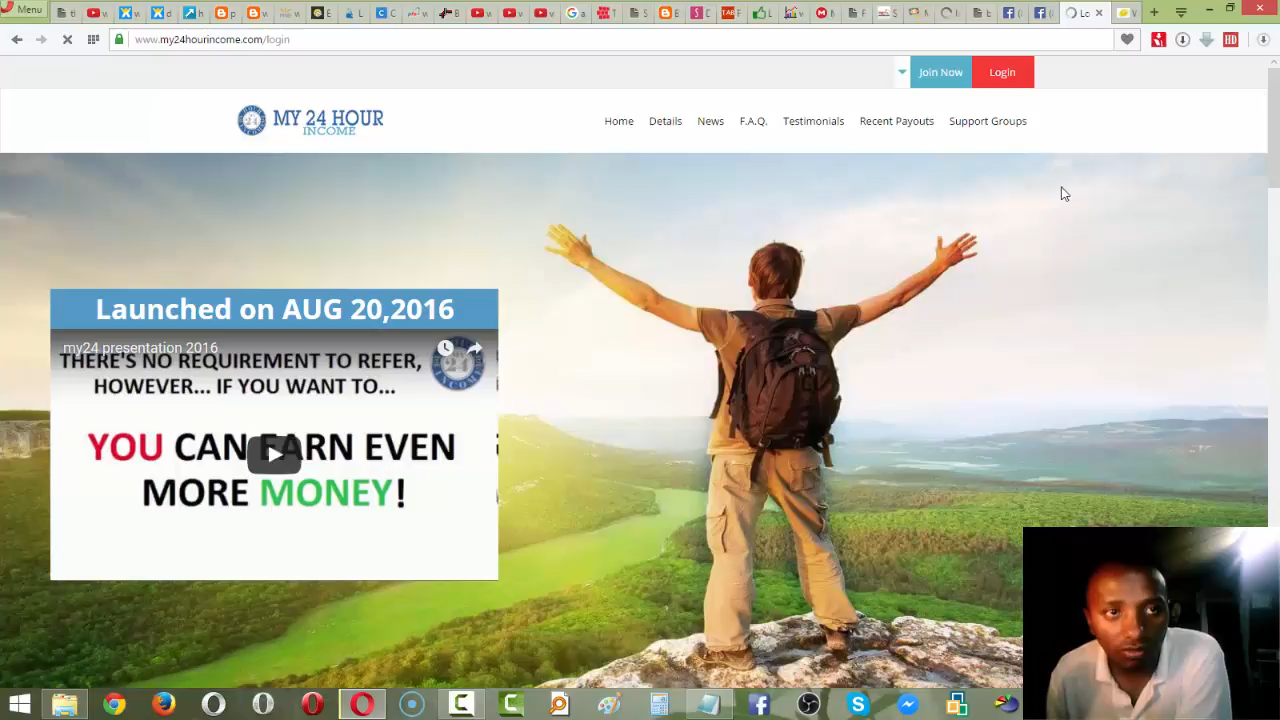 Menu
www.my24hourincome.com/login
HD
Join Now
Login
MY 24 HOUR
INCOME
Home
Details
News
F.A.Q.
Testimonials
Recent Payouts
Support Groups
Launched on AUG 20,2016
my24 presentation 2016
THERE'S NO REQUIREMENT TO REFER,
HOWEVER... IF YOU WANT TO...
YOU CAN EARN EVEN
MORE MONEY!